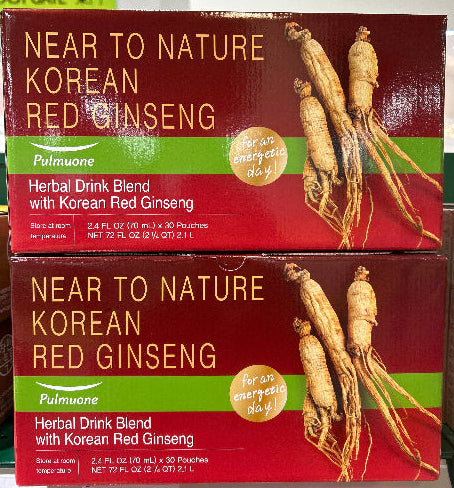 NEAR TO NATURE
KOREAN
RED GINSENG
for an
energetic
day!
Pulmuone
Herbal Drink Blend
with Korean Red Ginseng
Store at room
temperature
2.4 FL OZ (70 mL) x 30 Pouches
NET 72 FL OZ (2 ¼ QT) 2.1 L
NEAR TO NATURE
KOREAN
RED GINSENG
for an
energetic
day!
Pulmuone
Herbal Drink Blend
with Korean Red Ginseng
Store at room
temperature
2.4 FL OZ (70 mL) x 30 Pouches
NET 72 FL OZ (2 ¼ QT) 2.1 L